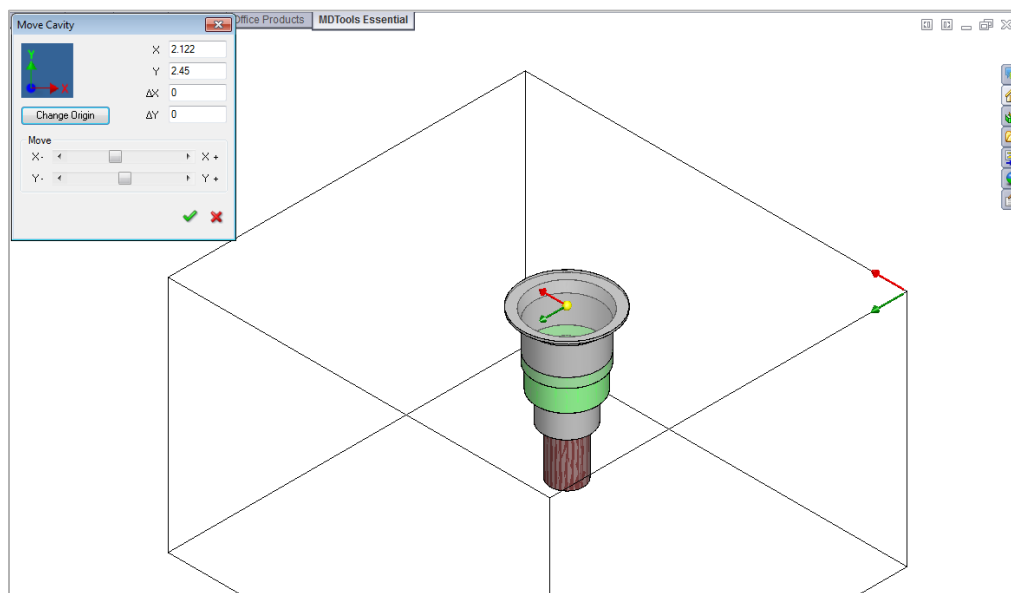 Move Cavity
Office Products
MDTools Essential
Y
X
X 2.122
Y 2.45
ΔX 0
Change Origin
ΔY 0
Move
X- X +
Y- Y +